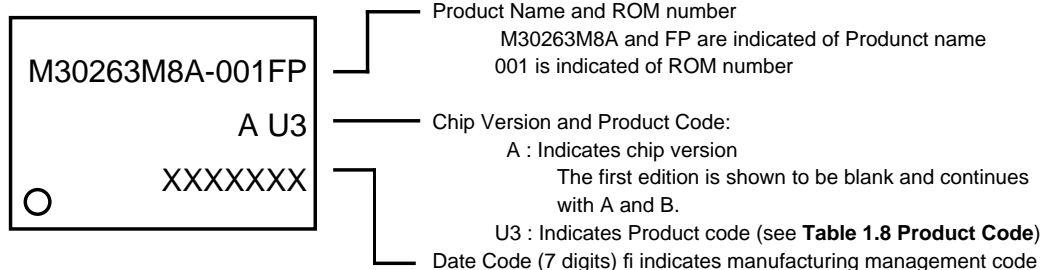 M30263M8A-001FP
A U3
XXXXXXX
Product Name and ROM number
M30263M8A and FP are indicated of Produnct name
001 is indicated of ROM number
Chip Version and Product Code:
A : Indicates chip version
The first edition is shown to be blank and continues
with A and B.
U3 : Indicates Product code (see Table 1.8 Product Code)
Date Code (7 digits) fi indicates manufacturing management code